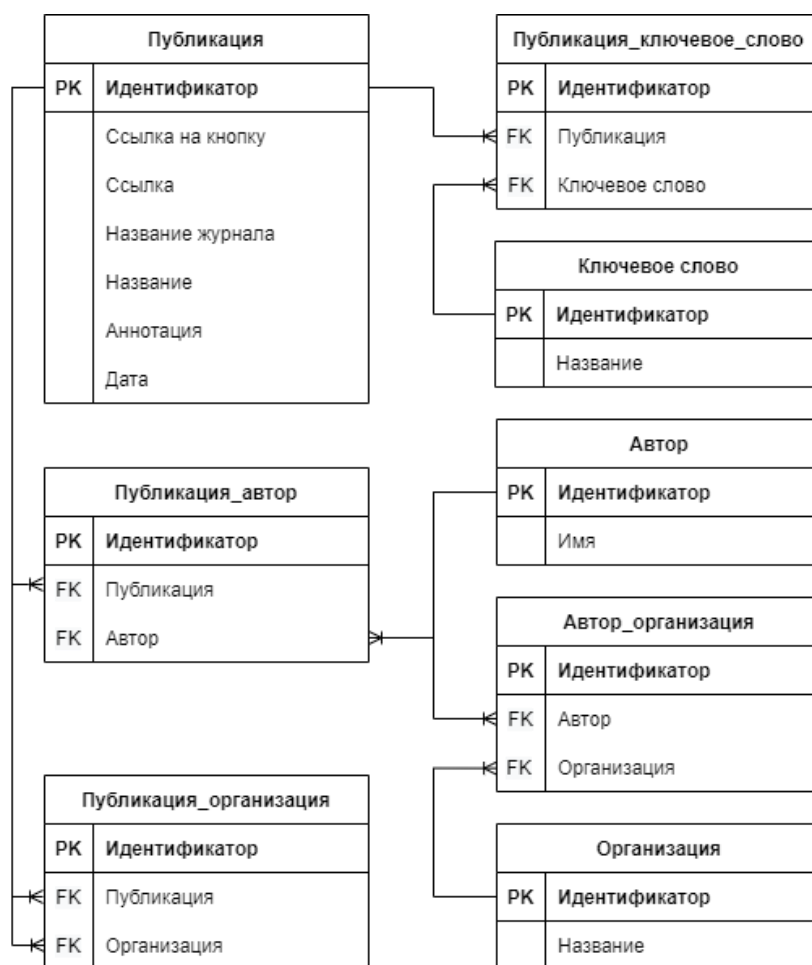 Публикация
PK Идентификатор
Ссылка на кнопку
Ссылка
Название журнала
Название
Аннотация
Дата
Публикация_ключевое_слово
PK Идентификатор
FK Публикация
FK Ключевое слово
Ключевое слово
PK Идентификатор
Название
Публикация_автор
PK Идентификатор
FK Публикация
FK Автор
Автор
PK Идентификатор
Имя
Автор_организация
PK Идентификатор
FK Автор
FK Организация
Публикация_организация
PK Идентификатор
FK Публикация
FK Организация
Организация
PK Идентификатор
Название